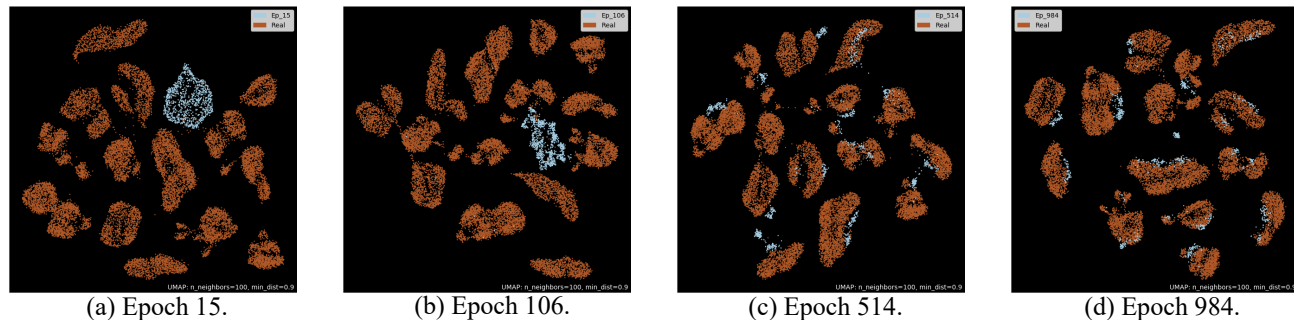 Ep_15
Real
UMAP: n_neighbors=100, min_dist=0.9
(a) Epoch 15.
Ep_106
Real
UMAP: n_neighbors=100, min_dist=0.9
(b) Epoch 106.
Ep_514
Real
UMAP: n_neighbors=100, min_dist=0.9
(c) Epoch 514.
Ep_984
Real
UMAP: n_neighbors=100, min_dist=0.9
(d) Epoch 984.